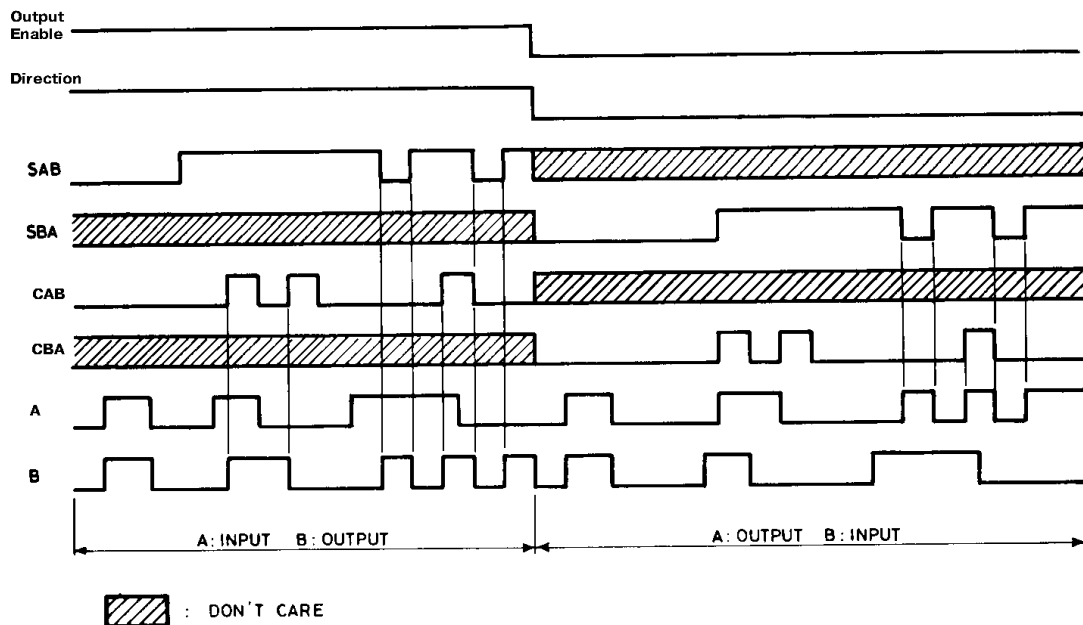 Output
Enable
Direction
SAB
SBA
CAB
CBA
A
B
A: INPUT B: OUTPUT
A: OUTPUT B: INPUT
: DON'T CARE